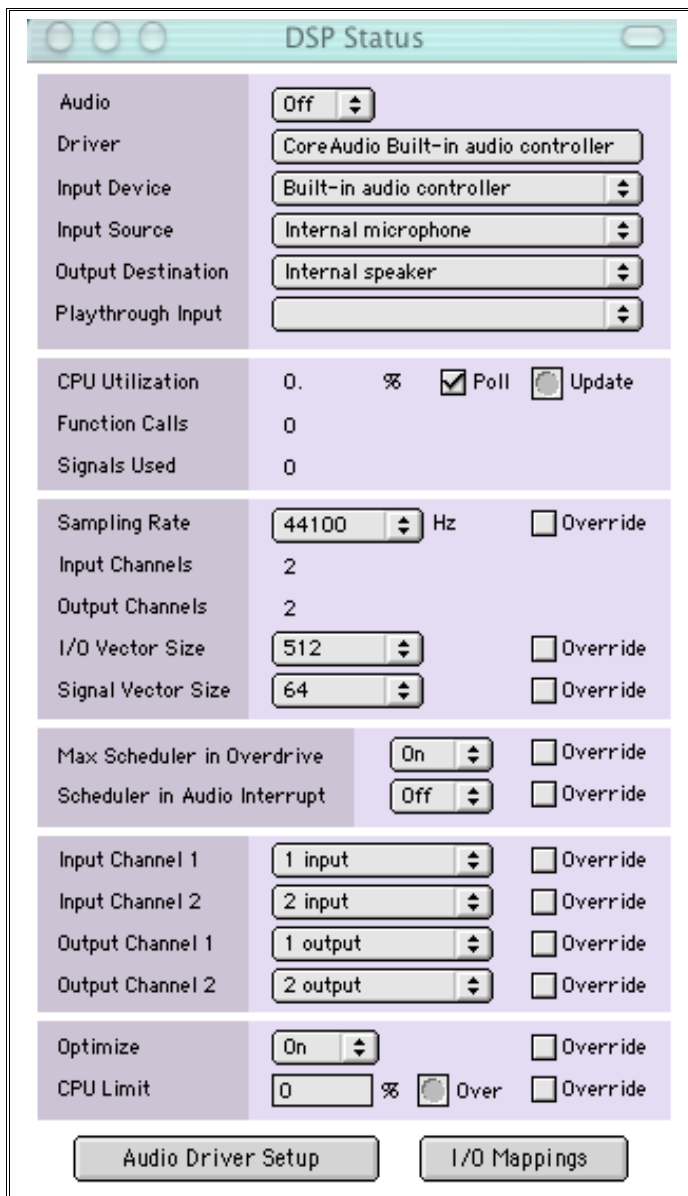 DSP Status
Audio Off
Driver CoreAudio Built-in audio controller
Input Device Built-in audio controller
Input Source Internal microphone
Output Destination Internal speaker
Playthrough Input
CPU Utilization 0. % Poll Update
Function Calls 0
Signals Used 0
Sampling Rate 44100 Hz Override
Input Channels 2
Output Channels 2
I/O Vector Size 512 Override
Signal Vector Size 64 Override
Max Scheduler in Overdrive On Override
Scheduler in Audio Interrupt Off Override
Input Channel 1 1 input Override
Input Channel 2 2 input Override
Output Channel 1 1 output Override
Output Channel 2 2 output Override
Optimize On Override
CPU Limit 0 % Over Override
Audio Driver Setup I/O Mappings